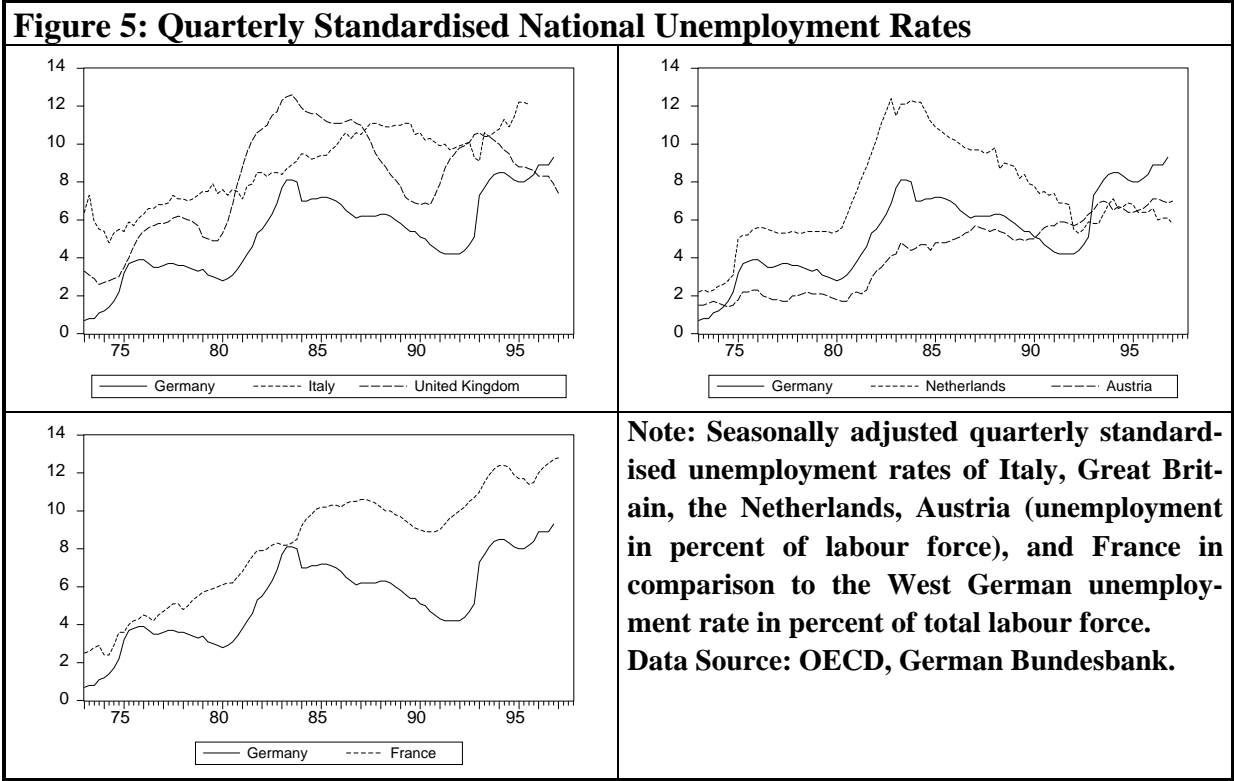 Figure 5: Quarterly Standardised National Unemployment Rates
14
12
10
8
6
4
2
0
75 80 85 90 95
Germany Italy United Kingdom
14
12
10
8
6
4
2
0
75 80 85 90 95
Germany Netherlands Austria
14
12
10
8
6
4
2
0
75 80 85 90 95
Germany France
Note: Seasonally adjusted quarterly standard-
ised unemployment rates of Italy, Great Brit-
ain, the Netherlands, Austria (unemployment
in percent of labour force), and France in
comparison to the West German unemploy-
ment rate in percent of total labour force.
Data Source: OECD, German Bundesbank.